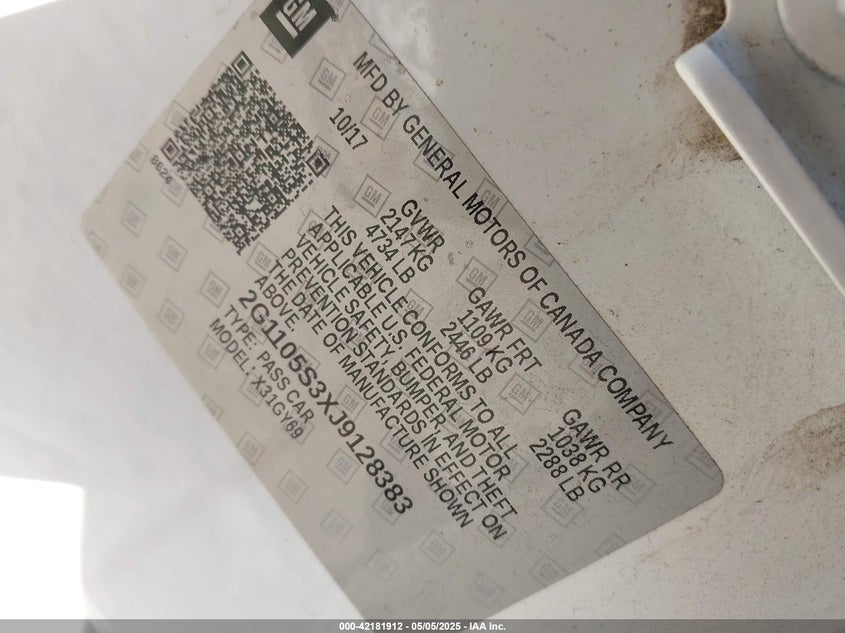 GM
MFD BY GENERAL MOTORS OF CANADA COMPANY
10/17
GVWR
2147 KG
4734 LB
GAWR FRT
1109 KG
2446 LB
GAWR RR
1038 KG
2288 LB
THIS VEHICLE CONFORMS TO ALL
APPLICABLE U.S. FEDERAL MOTOR
VEHICLE SAFETY, BUMPER, AND THEFT
PREVENTION STANDARDS IN EFFECT ON
THE DATE OF MANUFACTURE SHOWN
ABOVE.
2G1105S3XJ9128383
TYPE: PASS CAR
MODEL: X31GY69
000-42181912 - 05/05/2025 - IAA Inc.